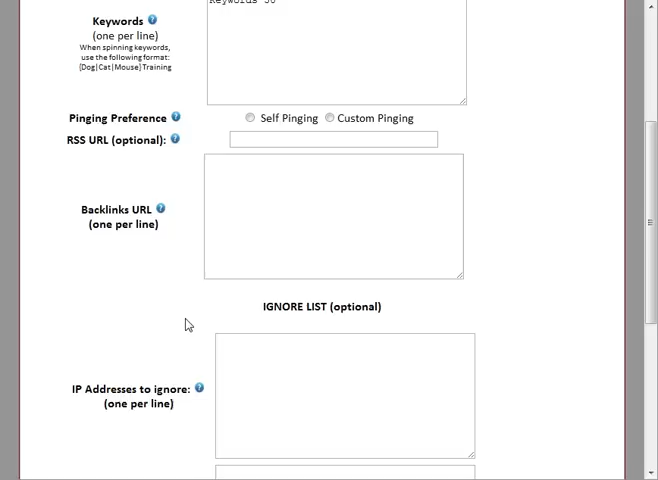 Keywords 30
Keywords
(one per line)
When spinning keywords,
use the following format:
{Dog|Cat|Mouse}Training
Pinging Preference
Self Pinging
Custom Pinging
RSS URL (optional):
Backlinks URL
(one per line)
IGNORE LIST (optional)
IP Addresses to ignore:
(one per line)